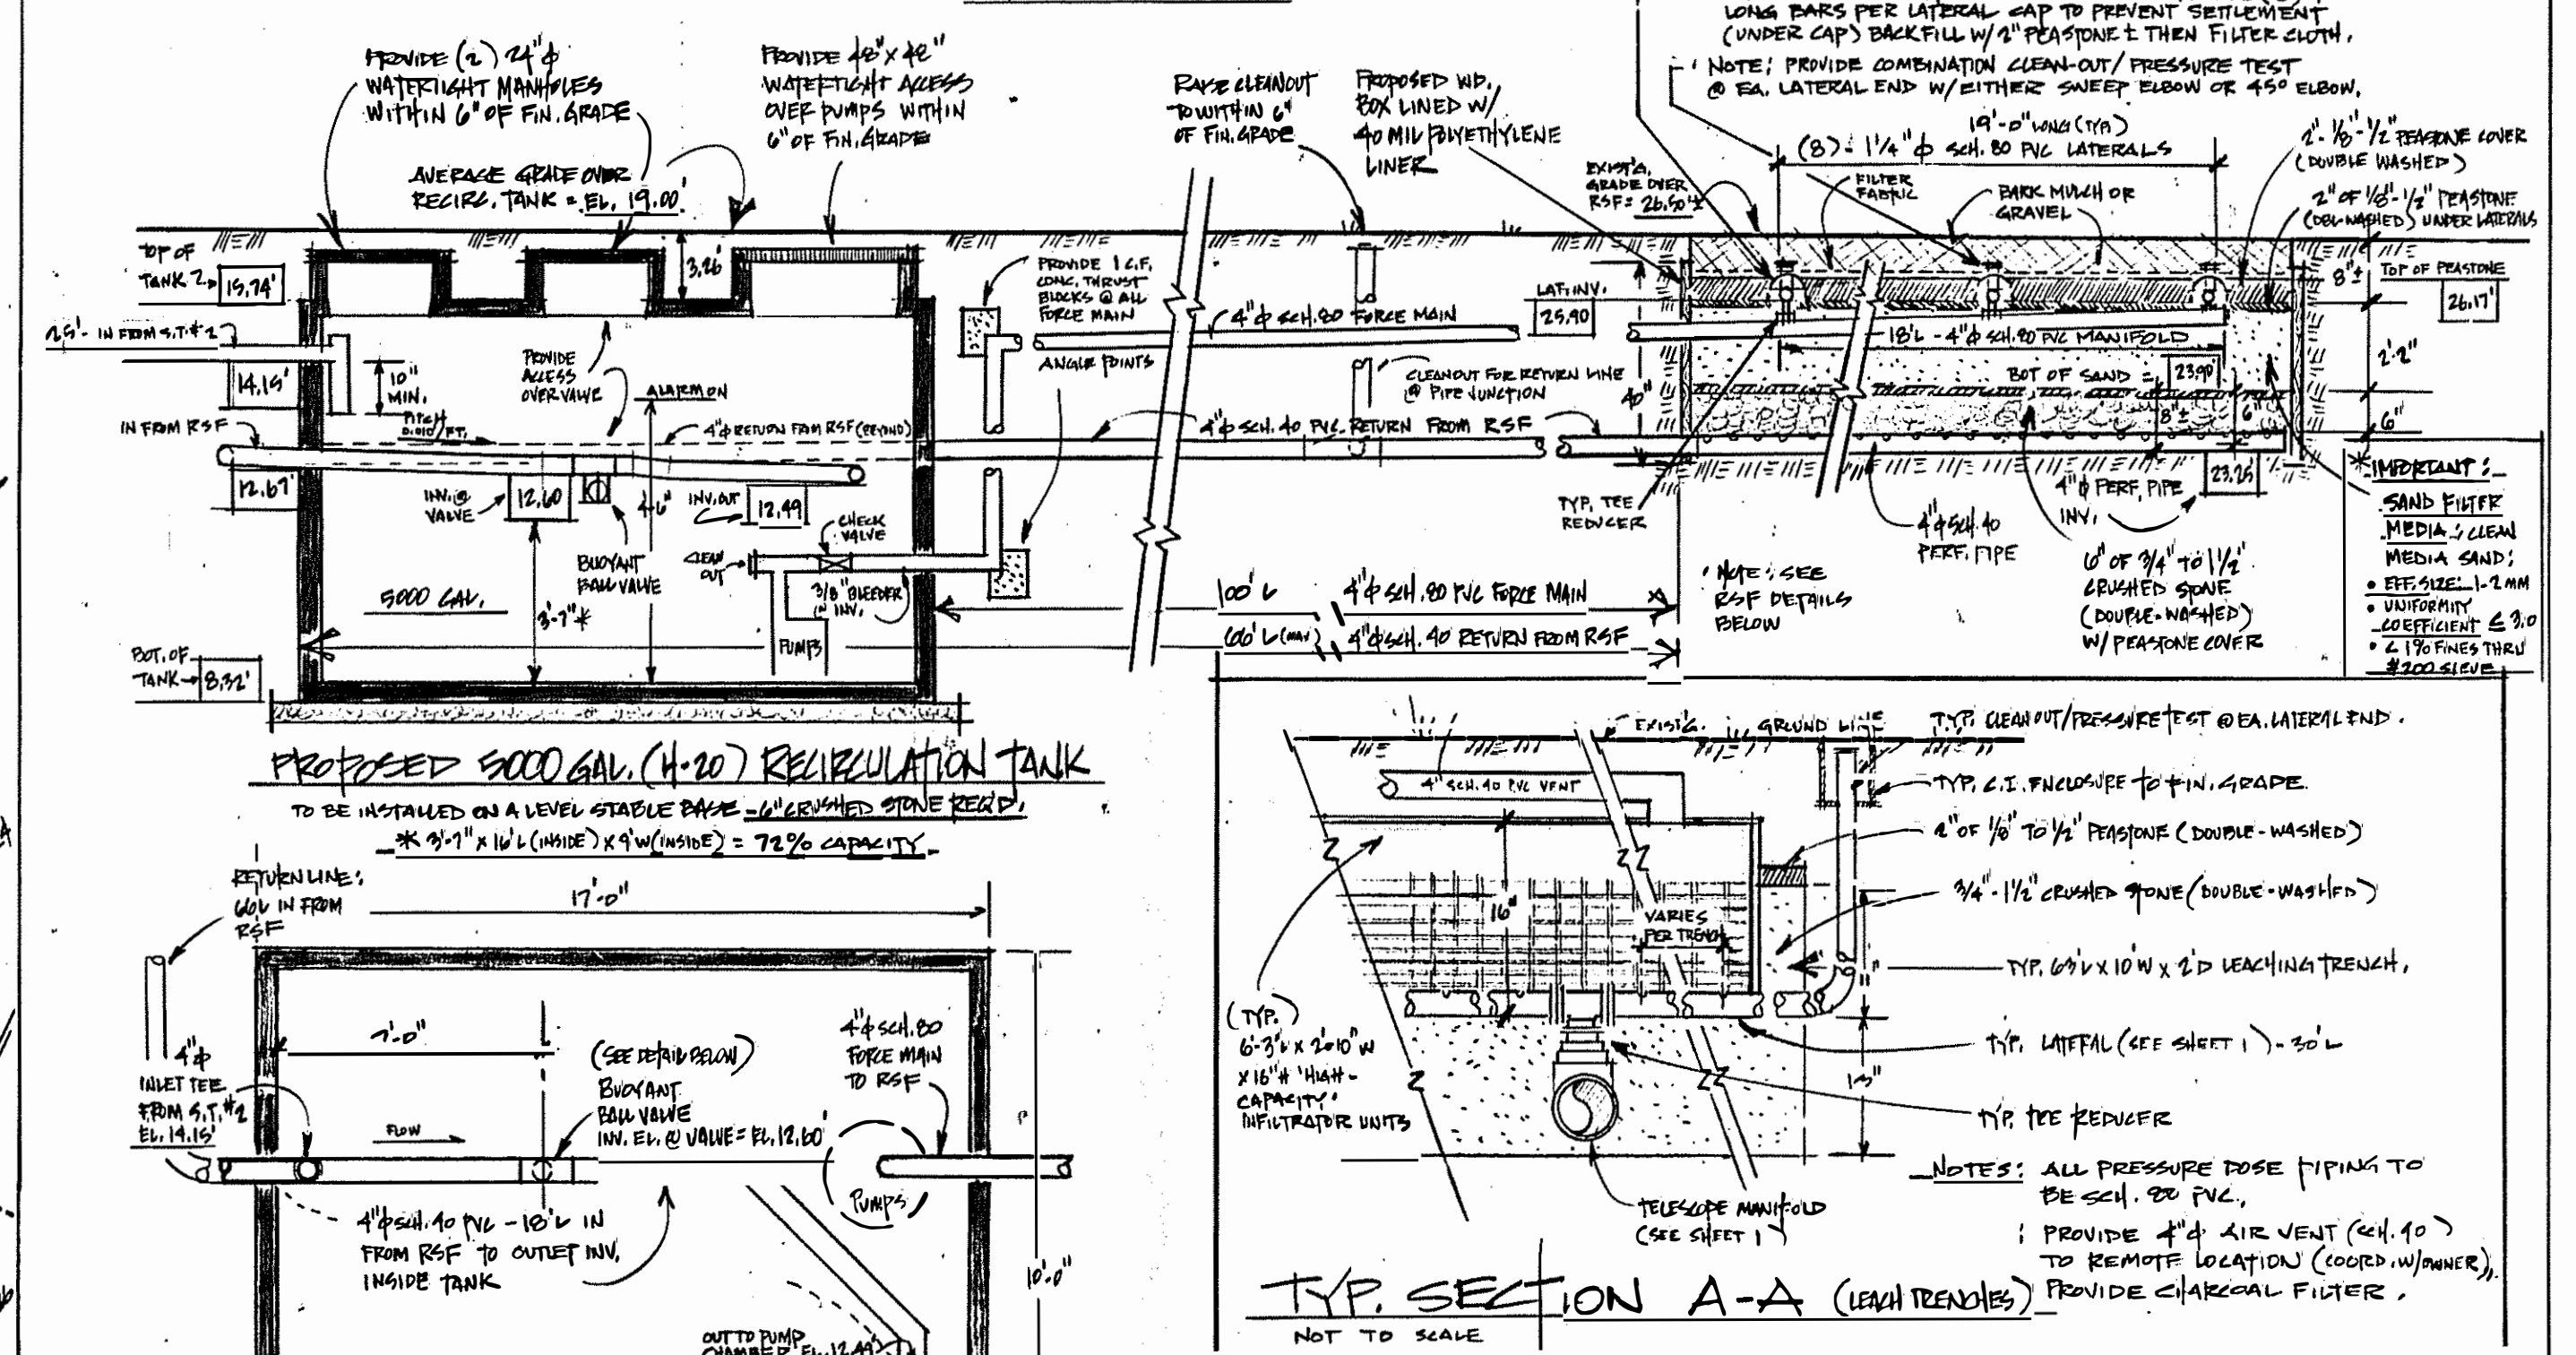 LONG BARS PER LATERAL CAP TO PREVENT SETTLEMENT
(UNDER CAP) BACKFILL W/ 2" PEASTONE ± THEN FILTER CLOTH.
NOTE: PROVIDE COMBINATION CLEAN-OUT/PRESSURE TEST
@ EA. LATERAL END W/EITHER SWEEP ELBOW OR 45° ELBOW.
PROVIDE (2) 24"φ
WATERTIGHT MANHOLES
WITHIN 6" OF FIN. GRADE
PROVIDE 48"X48"
WATERTIGHT ACCESS
OVER PUMPS WITHIN
6" OF FIN. GRADE
AVERAGE GRADE OVER
RECIRC. TANK = EL. 19.00'
RAISE CLEANOUT
TO WITHIN 6"
OF FIN. GRADE
PROPOSED WD.
BOX LINED W/
40 MIL POLYETHYLENE
LINER
EXIST'G.
GRADE OVER
RSF = 26.50'±
19'-0" LONG (TYP.)
(8) - 1 1/4" φ SCH. 80 PVC LATERALS
FILTER
FABRIC
BARK MULCH OR
GRAVEL
2"-1/8"-1/2" PEASTONE COVER
(DOUBLE WASHED)
2" OF 1/8"-1/2" PEASTONE
(DBL-WASHED) UNDER LATERALS
TOP OF
TANK
15.74'
3.26'
25'- IN FROM S.T.#2
14.15'
10"
MIN.
PROVIDE
ACCESS
OVER VALVE
ALARM ON
PITCH
0.010'/FT.
4"φ RETURN FROM RSF (BEYOND)
IN FROM RSF
12.67'
INV. @
VALVE
12.60
4'-6"
INV. OUT
12.49
BUOYANT
BALL VALVE
CHECK
VALVE
CLEAN
OUT
3/8" BLEEDER
IN INV.
PUMPS
5000 GAL.
3'-7"*
BOT. OF
TANK
8.32'
PROVIDE 1 C.F.
CONC. THRUST
BLOCKS @ ALL
FORCE MAIN
ANGLE POINTS
4"φ SCH. 80 FORCE MAIN
CLEANOUT FOR RETURN LINE
@ PIPE JUNCTION
4"φ SCH. 40 PVC. RETURN FROM RSF
LAT. INV.
25.90
40"
18'L - 4"φ SCH. 80 PVC MANIFOLD
BOT OF SAND =
23.90
8"±
6"
8"±
TOP OF PEASTONE
26.17'
2'-2"
6"
23.25
4"φ PERF. PIPE
INV.
TYP. TEE
REDUCER
4"φ SCH. 40
PERF. PIPE
6" OF 3/4" TO 1 1/2"
CRUSHED STONE
(DOUBLE-WASHED)
W/ PEASTONE COVER
NOTE: SEE
RSF DETAILS
BELOW
* IMPORTANT:
SAND FILTER
MEDIA: CLEAN
MEDIA SAND:
• EFF. SIZE: 1-2 MM
• UNIFORMITY
COEFFICIENT ≤ 3.0
• < 1% FINES THRU
#200 SIEVE
100' L 4"φ SCH. 80 PVC FORCE MAIN
66' L (MAX) 4"φ SCH. 40 RETURN FROM RSF
PROPOSED 5000 GAL. (H-20) RECIRCULATION TANK
TO BE INSTALLED ON A LEVEL STABLE BASE - 6" CRUSHED STONE REQ'D.
* 3'-7" X 16'L (INSIDE) X 9'W (INSIDE) = 72% CAPACITY
RETURN LINE:
66'L IN FROM
RSF
17'-0"
7'-0"
4"φ
INLET TEE
FROM S.T.#2
EL. 14.15'
FLOW
(SEE DETAIL BELOW)
BUOYANT
BALL VALVE
INV. EL. @ VALVE = EL. 12.60'
4"φ SCH. 80
FORCE MAIN
TO RSF
PUMPS
4"φ SCH. 40 PVC - 18'L IN
FROM RSF TO OUTLET INV.
INSIDE TANK
10'-0"
OUT TO PUMP
CHAMBER EL. 12.49'
EXIST'G. GROUND LINE
TYP. CLEANOUT/PRESSURE TEST @ EA. LATERAL END.
4" SCH. 40 PVC VENT
TYP. C.I. ENCLOSURE TO FIN. GRADE.
2" OF 1/8" TO 1/2" PEASTONE (DOUBLE-WASHED)
3/4"-1 1/2" CRUSHED STONE (DOUBLE-WASHED)
16"
VARIES
PER TRENCH
TYP. 63'L X 10'W X 2'D LEACHING TRENCH.
(TYP.)
6'-3"L X 2'-10"W
X 16"H 'HIGH-
CAPACITY'
INFILTRATOR UNITS
TYP. LATERAL (SEE SHEET 1) - 30'L
TYP. TEE REDUCER
TELESCOPE MANIFOLD
(SEE SHEET 1)
NOTES: ALL PRESSURE DOSE PIPING TO
BE SCH. 80 PVC.
PROVIDE 4"φ AIR VENT (SCH. 40)
TO REMOTE LOCATION (COORD. W/OWNER),
PROVIDE CHARCOAL FILTER.
TYP. SECTION A-A (LEACH TRENCHES)
NOT TO SCALE